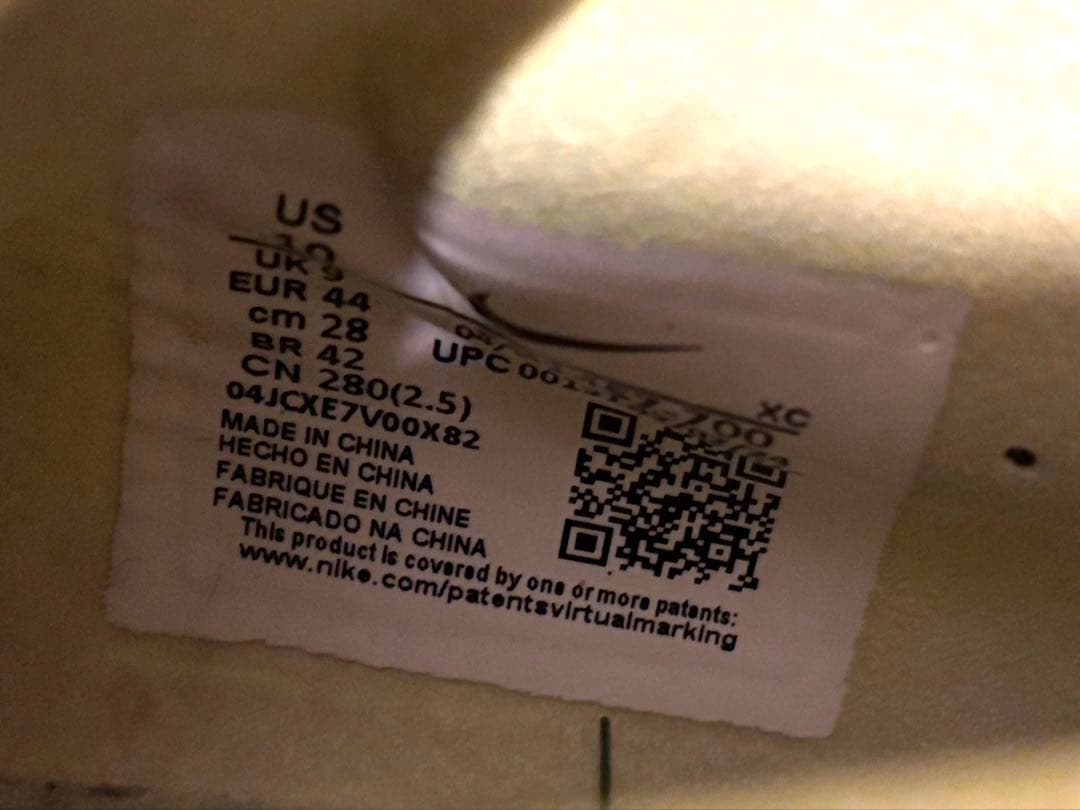 US
10
UK 9
EUR 44
cm 28
BR 42
CN 280(2.5)
04JCXE7V00X82
XC
UPC
MADE IN CHINA
HECHO EN CHINA
FABRIQUE EN CHINE
FABRICADO NA CHINA
This product is covered by one or more patents:
www.nike.com/patentsvirtualmarking